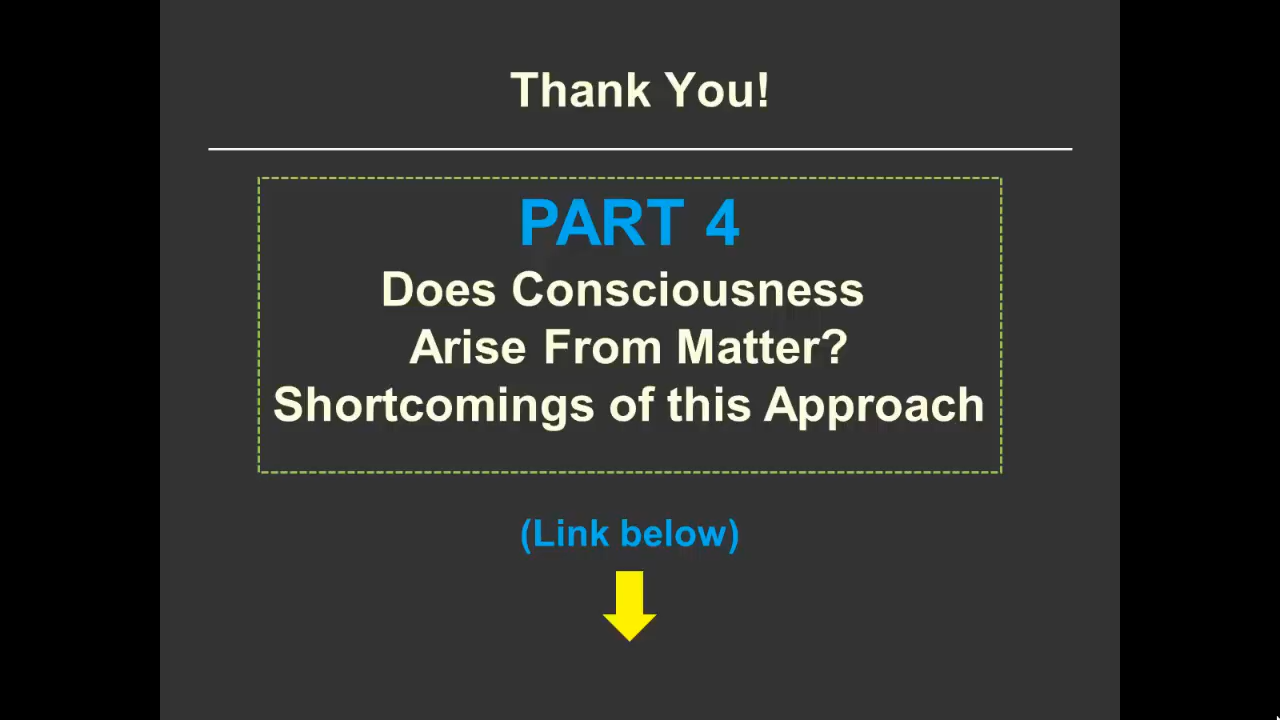 Thank You!
PART 4
Does Consciousness
Arise From Matter?
Shortcomings of this Approach
(Link below)